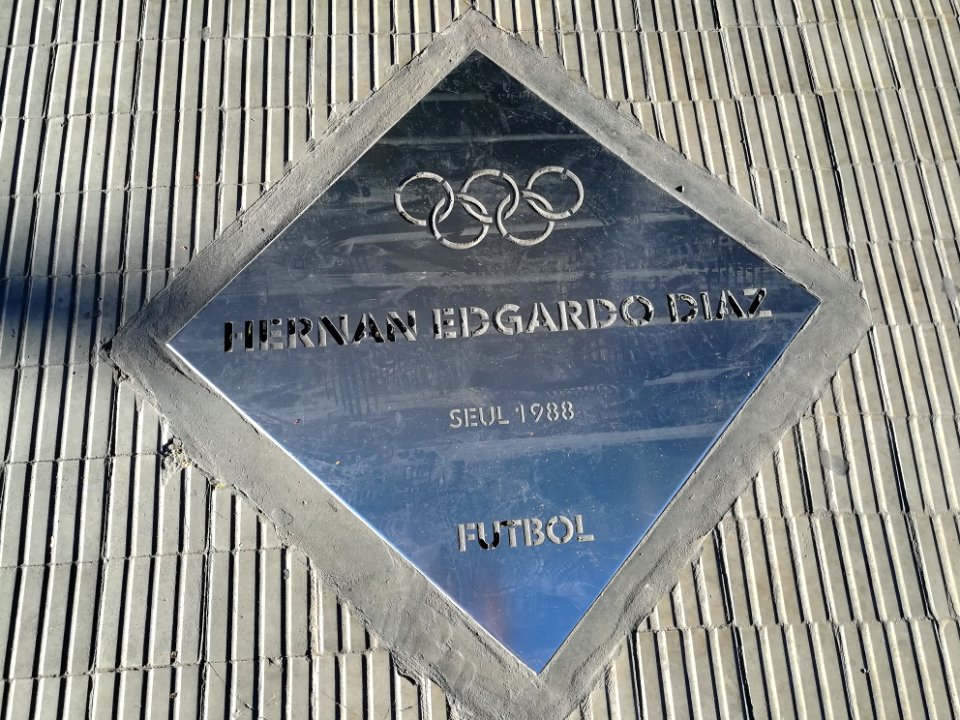 HERNAN EDGARDO DIAZ
SEUL 1988
FUTBOL